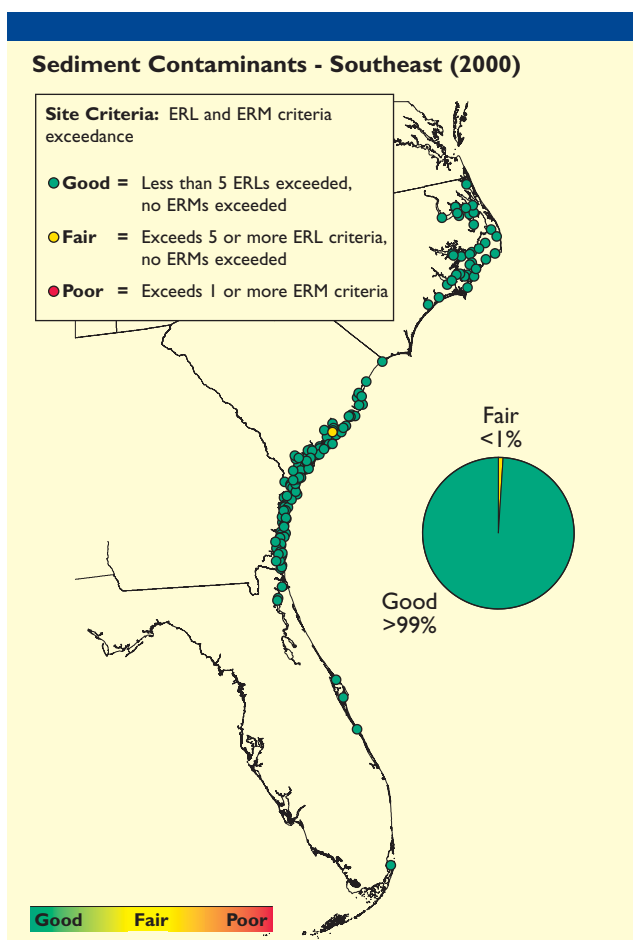 Sediment Contaminants - Southeast (2000)
Site Criteria: ERL and ERM criteria
exceedance
Good = Less than 5 ERLs exceeded,
no ERMs exceeded
Fair = Exceeds 5 or more ERL criteria,
no ERMs exceeded
Poor = Exceeds 1 or more ERM criteria
Fair
<1%
Good
>99%
Good Fair Poor